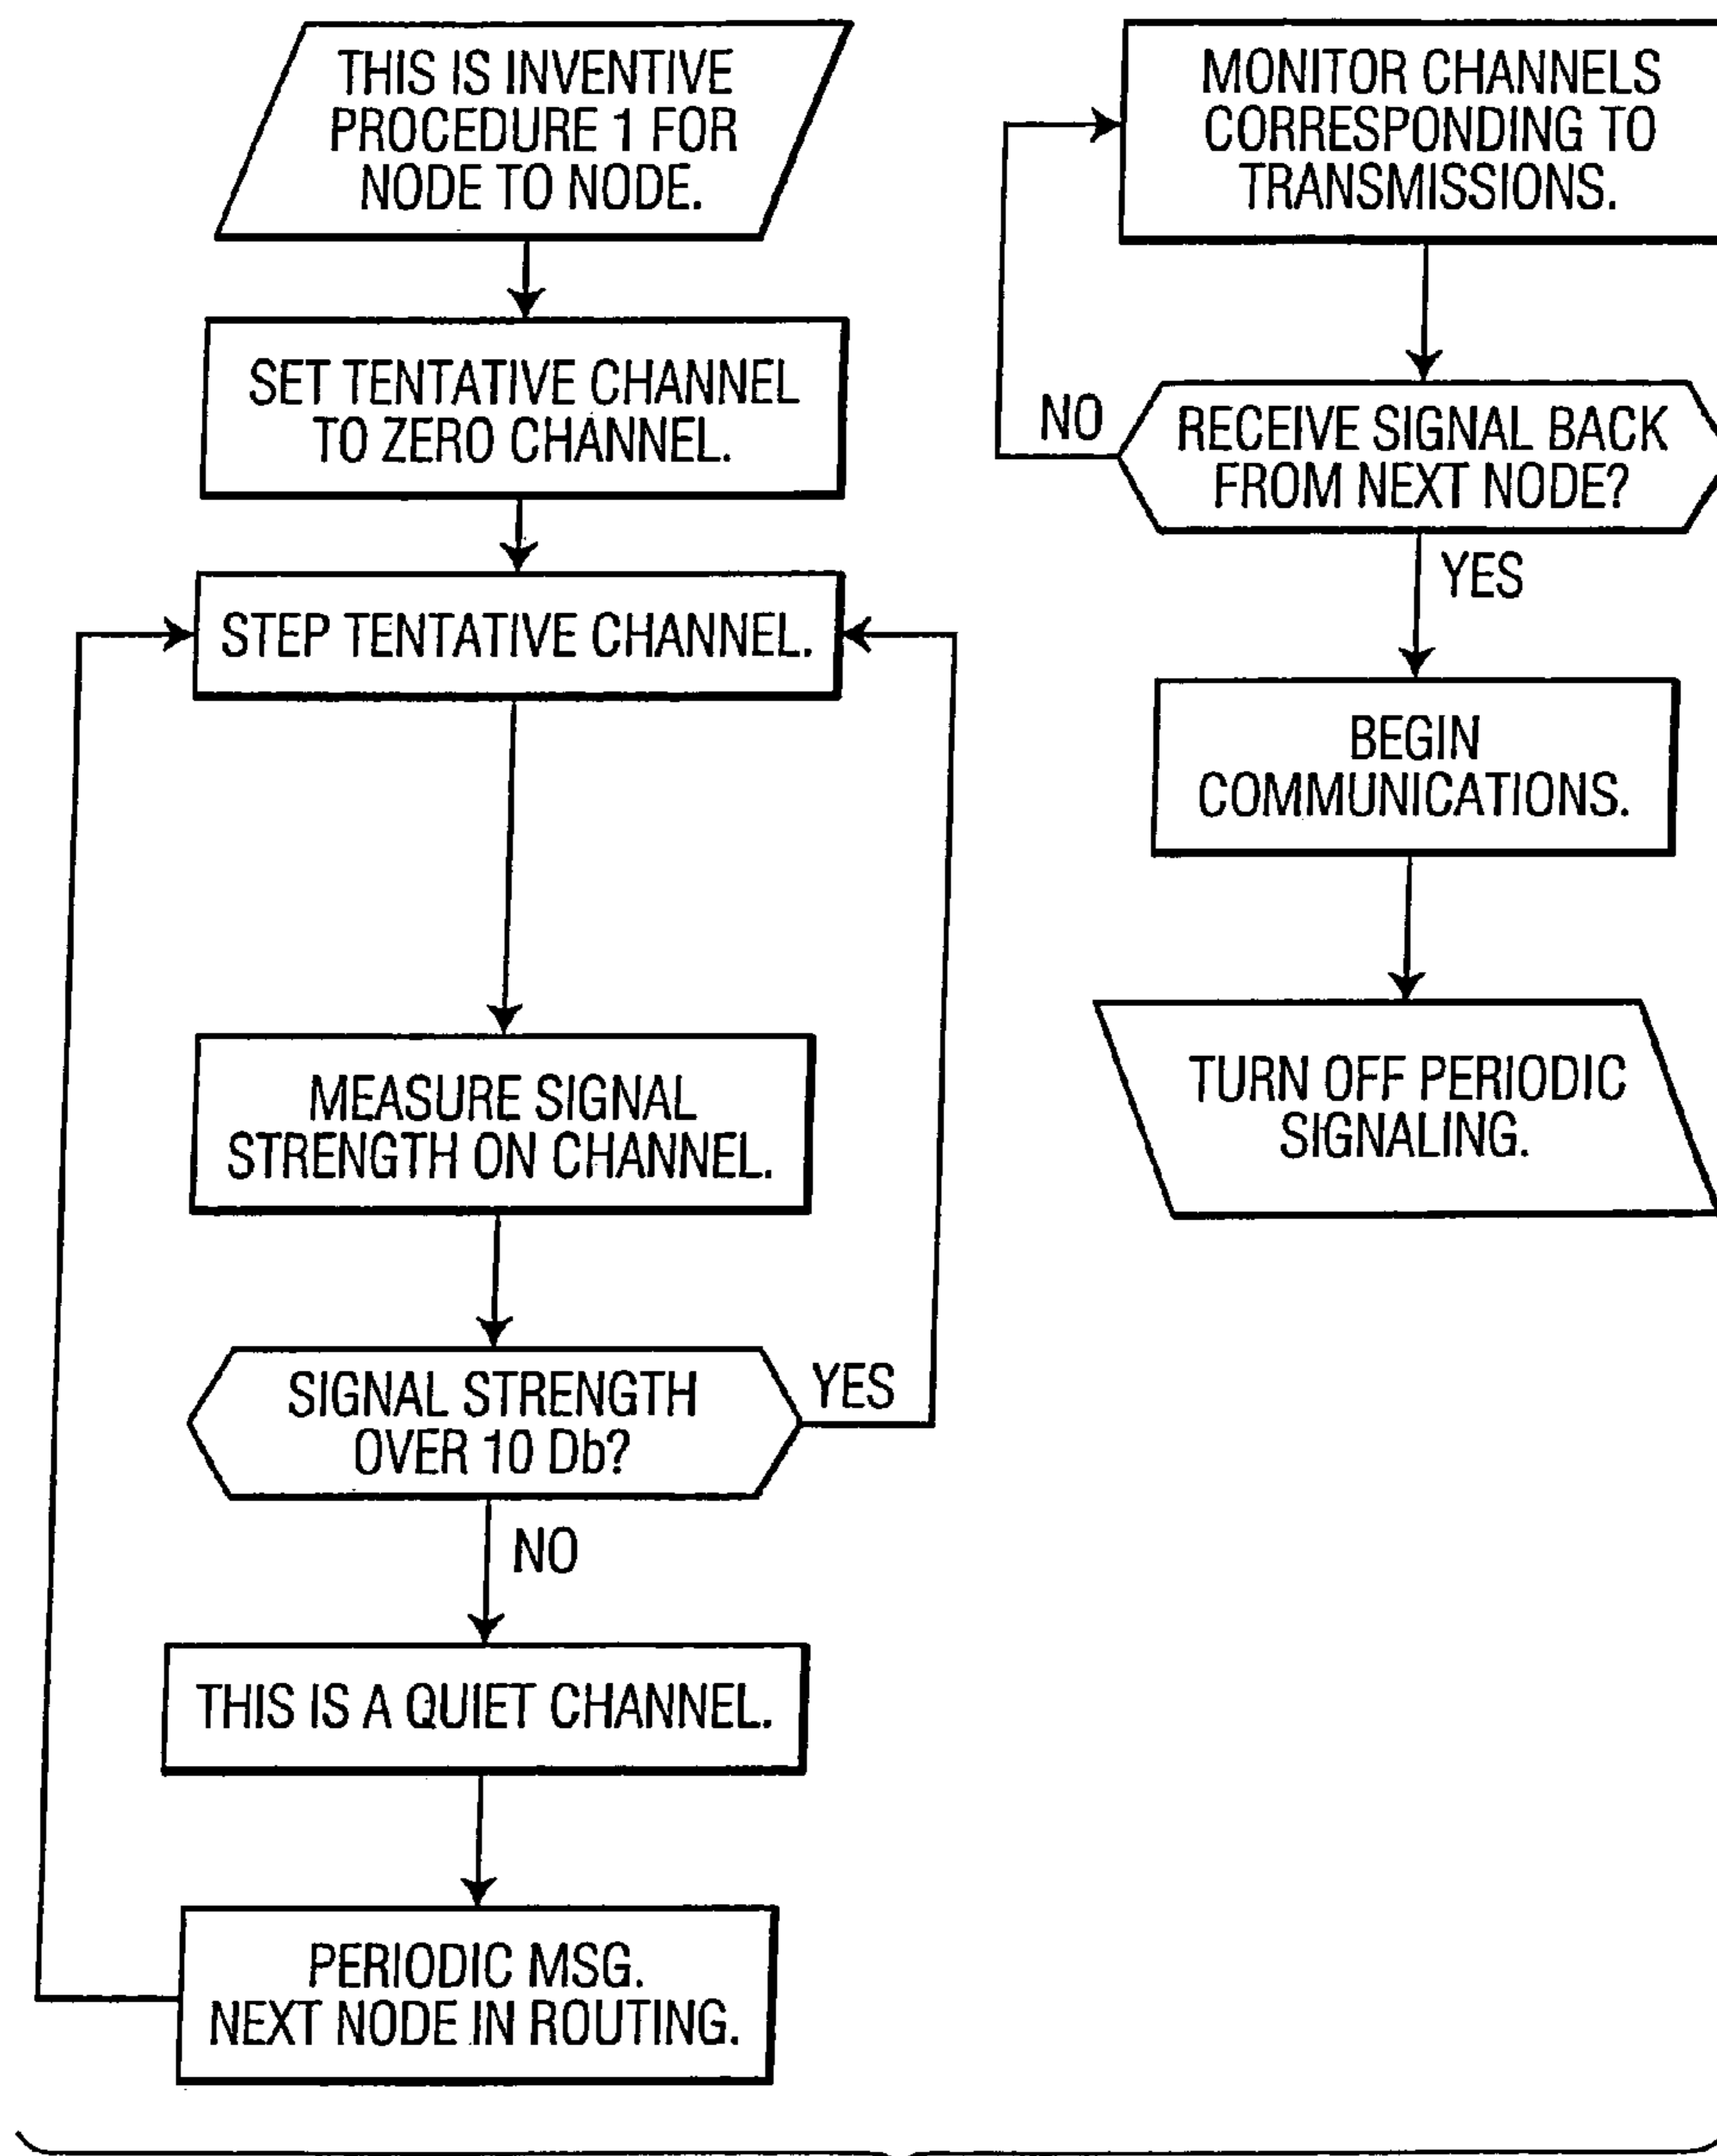 THIS IS INVENTIVE
PROCEDURE 1 FOR
NODE TO NODE.
SET TENTATIVE CHANNEL
TO ZERO CHANNEL.
STEP TENTATIVE CHANNEL.
MEASURE SIGNAL
STRENGTH ON CHANNEL.
SIGNAL STRENGTH
OVER 10 Db?
YES
NO
THIS IS A QUIET CHANNEL.
PERIODIC MSG.
NEXT NODE IN ROUTING.
MONITOR CHANNELS
CORRESPONDING TO
TRANSMISSIONS.
NO
RECEIVE SIGNAL BACK
FROM NEXT NODE?
YES
BEGIN
COMMUNICATIONS.
TURN OFF PERIODIC
SIGNALING.